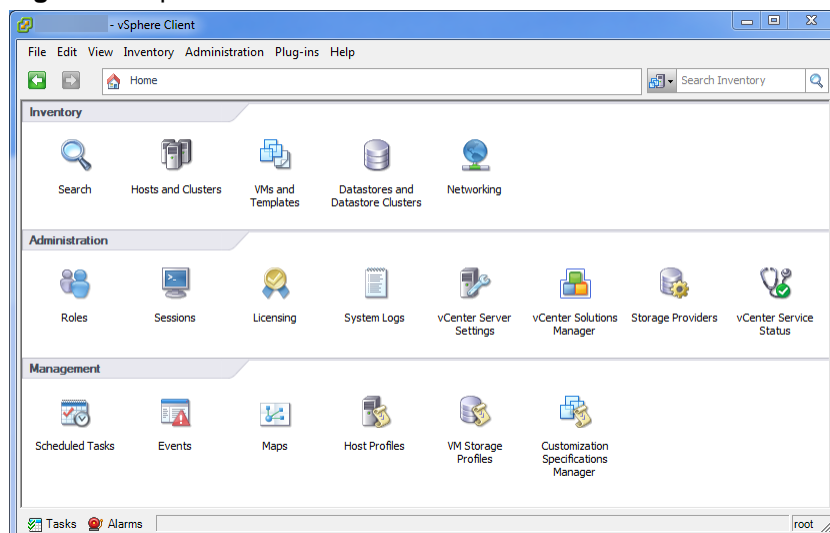 - vSphere Client
File Edit View Inventory Administration Plug-ins Help
Home
Search Inventory
Inventory
Search
Hosts and Clusters
VMs and
Templates
Datastores and
Datastore Clusters
Networking
Administration
Roles
Sessions
Licensing
System Logs
vCenter Server
Settings
vCenter Solutions
Manager
Storage Providers
vCenter Service
Status
Management
Scheduled Tasks
Events
Maps
Host Profiles
VM Storage
Profiles
Customization
Specifications
Manager
Tasks Alarms
root